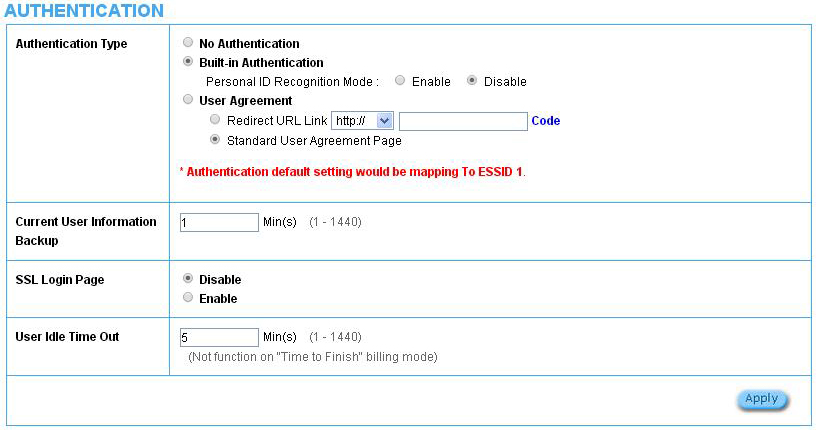 AUTHENTICATION
Authentication Type
No Authentication
Built-in Authentication
Personal ID Recognition Mode : Enable Disable
User Agreement
Redirect URL Link http:// Code
Standard User Agreement Page
* Authentication default setting would be mapping To ESSID 1.
Current User Information
Backup
1 Min(s) (1 - 1440)
SSL Login Page
Disable
Enable
User Idle Time Out
5 Min(s) (1 - 1440)
(Not function on "Time to Finish" billing mode)
Apply